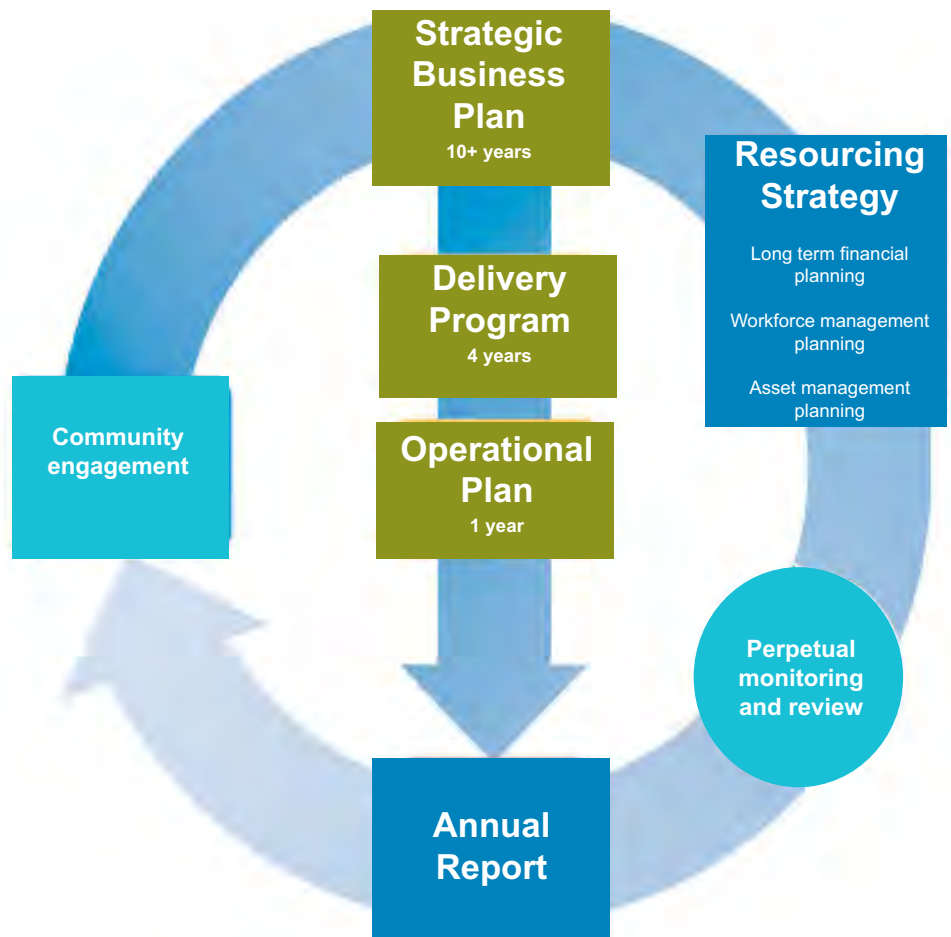 Strategic
Business
Plan
10+ years
Resourcing
Strategy
Long term financial
planning
Workforce management
planning
Asset management
planning
Delivery
Program
4 years
Community
engagement
Operational
Plan
1 year
Perpetual
monitoring
and review
Annual
Report